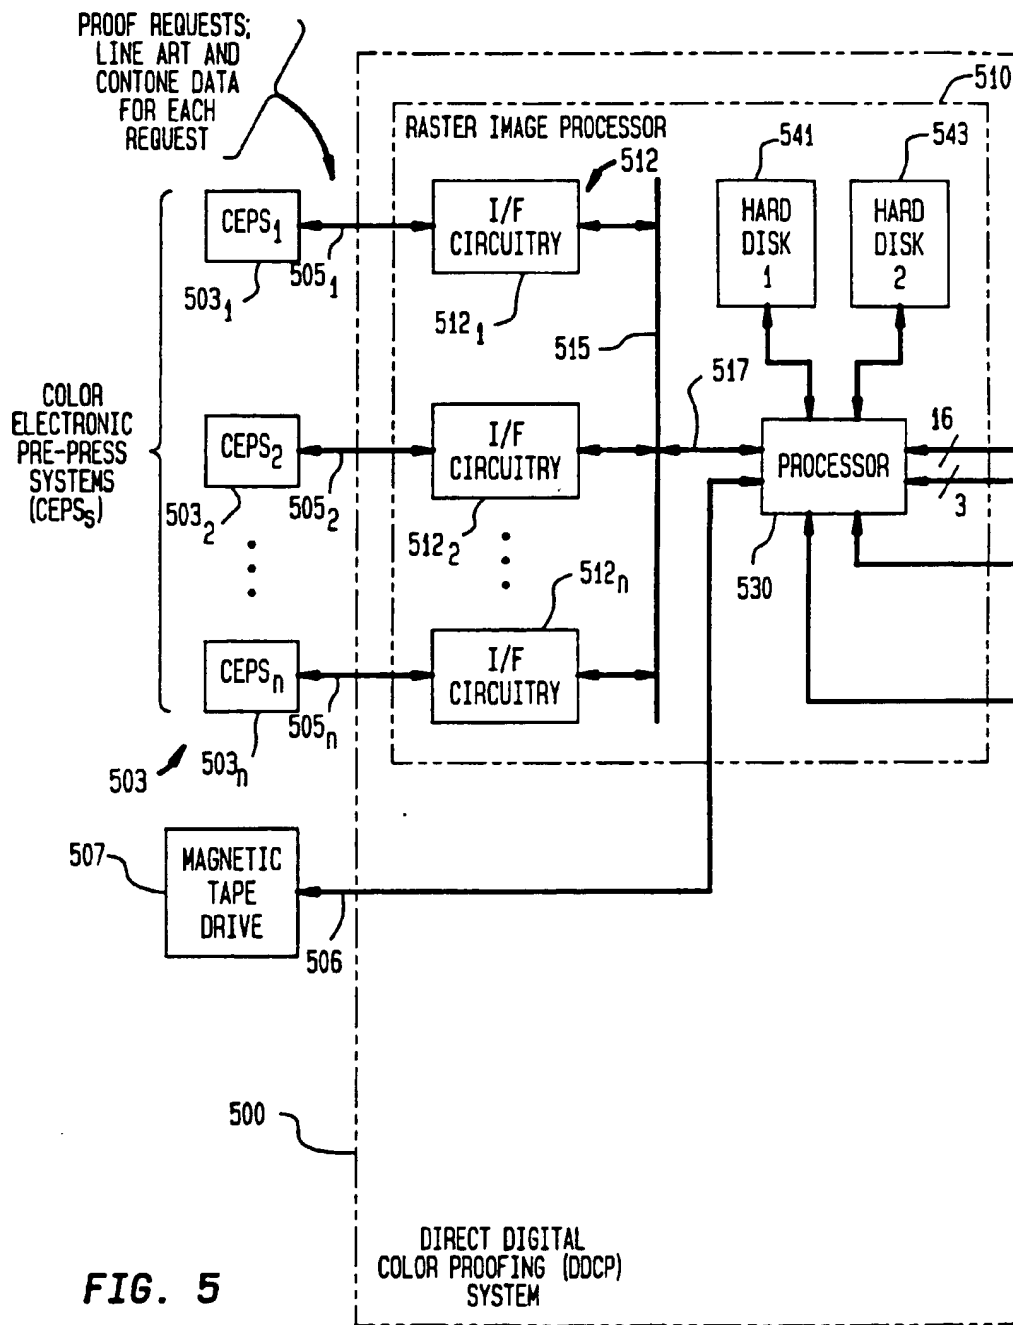 PROOF REQUESTS;
LINE ART AND
CONTONE DATA
FOR EACH
REQUEST
510
RASTER IMAGE PROCESSOR
512
541
543
CEPS1
I/F
CIRCUITRY
HARD
DISK
1
HARD
DISK
2
5031
5051
5121
515
517
COLOR
ELECTRONIC
PRE-PRESS
SYSTEMS
(CEPSS)
CEPS2
I/F
CIRCUITRY
PROCESSOR
16
3
5032
5052
5122
530
512n
CEPSn
I/F
CIRCUITRY
505n
503
503n
507
MAGNETIC
TAPE
DRIVE
506
500
DIRECT DIGITAL
COLOR PROOFING (DDCP)
SYSTEM
FIG. 5